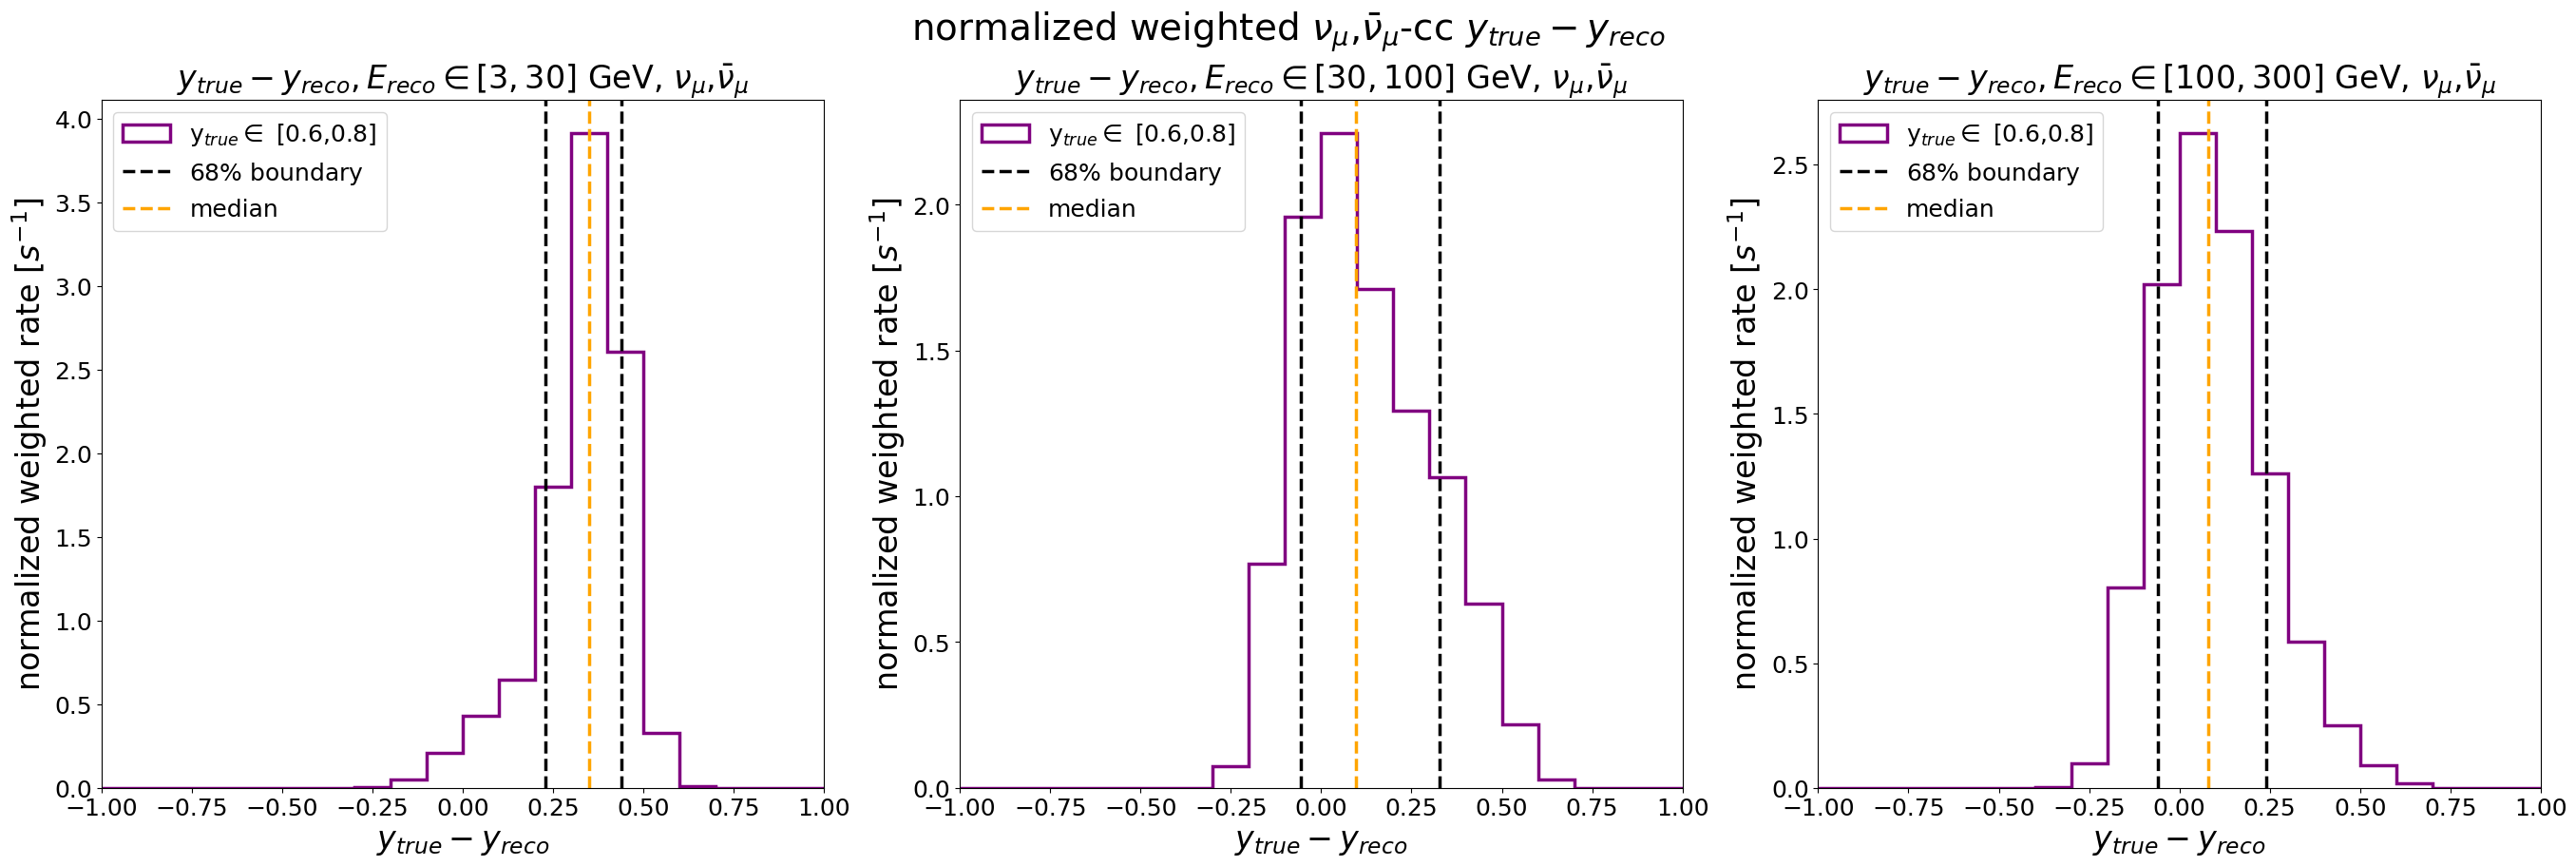 normalized weighted νμ,ν̄μ-cc ytrue − yreco
ytrue − yreco, Ereco ∈ [3, 30] GeV, νμ,ν̄μ
ytrue ∈ [0.6,0.8]
68% boundary
median
normalized weighted rate [s⁻¹]
4.0
3.5
3.0
2.5
2.0
1.5
1.0
0.5
0.0
−1.00 −0.75 −0.50 −0.25 0.00 0.25 0.50 0.75 1.00
ytrue − yreco
ytrue − yreco, Ereco ∈ [30, 100] GeV, νμ,ν̄μ
ytrue ∈ [0.6,0.8]
68% boundary
median
normalized weighted rate [s⁻¹]
2.0
1.5
1.0
0.5
0.0
−1.00 −0.75 −0.50 −0.25 0.00 0.25 0.50 0.75 1.00
ytrue − yreco
ytrue − yreco, Ereco ∈ [100, 300] GeV, νμ,ν̄μ
ytrue ∈ [0.6,0.8]
68% boundary
median
normalized weighted rate [s⁻¹]
2.5
2.0
1.5
1.0
0.5
0.0
−1.00 −0.75 −0.50 −0.25 0.00 0.25 0.50 0.75 1.00
ytrue − yreco